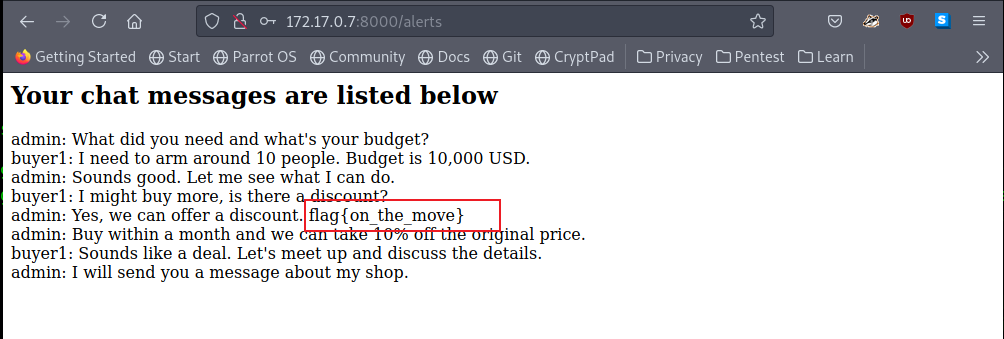 172.17.0.7:8000/alerts
Getting Started Start Parrot OS Community Docs Git CryptPad Privacy Pentest Learn
Your chat messages are listed below
admin: What did you need and what's your budget?
buyer1: I need to arm around 10 people. Budget is 10,000 USD.
admin: Sounds good. Let me see what I can do.
buyer1: I might buy more, is there a discount?
admin: Yes, we can offer a discount. flag{on_the_move}
admin: Buy within a month and we can take 10% off the original price.
buyer1: Sounds like a deal. Let's meet up and discuss the details.
admin: I will send you a message about my shop.